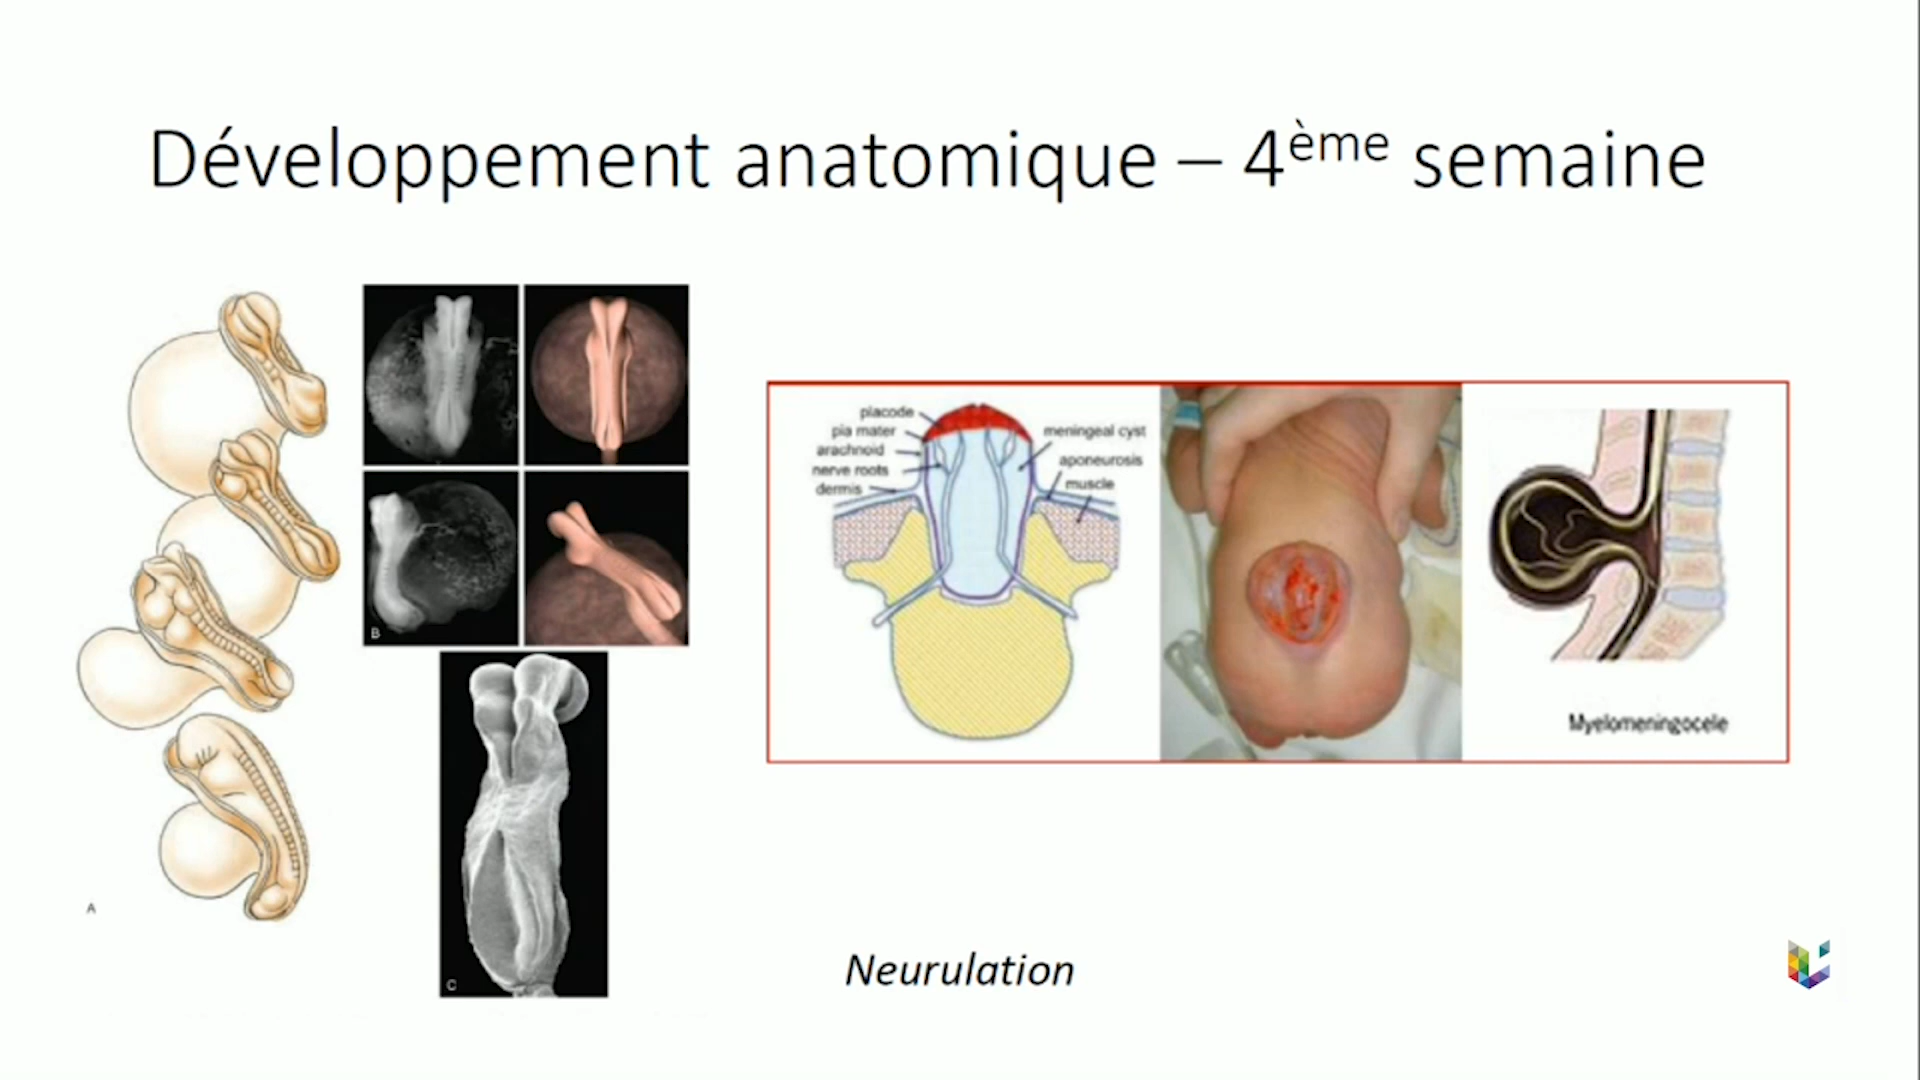 Développement anatomique – 4ème semaine
placode
pia mater
arachnoid
nerve roots
dermis
meningeal cyst
aponeurosis
muscle
Myelomeningocele
A
B
C
Neurulation